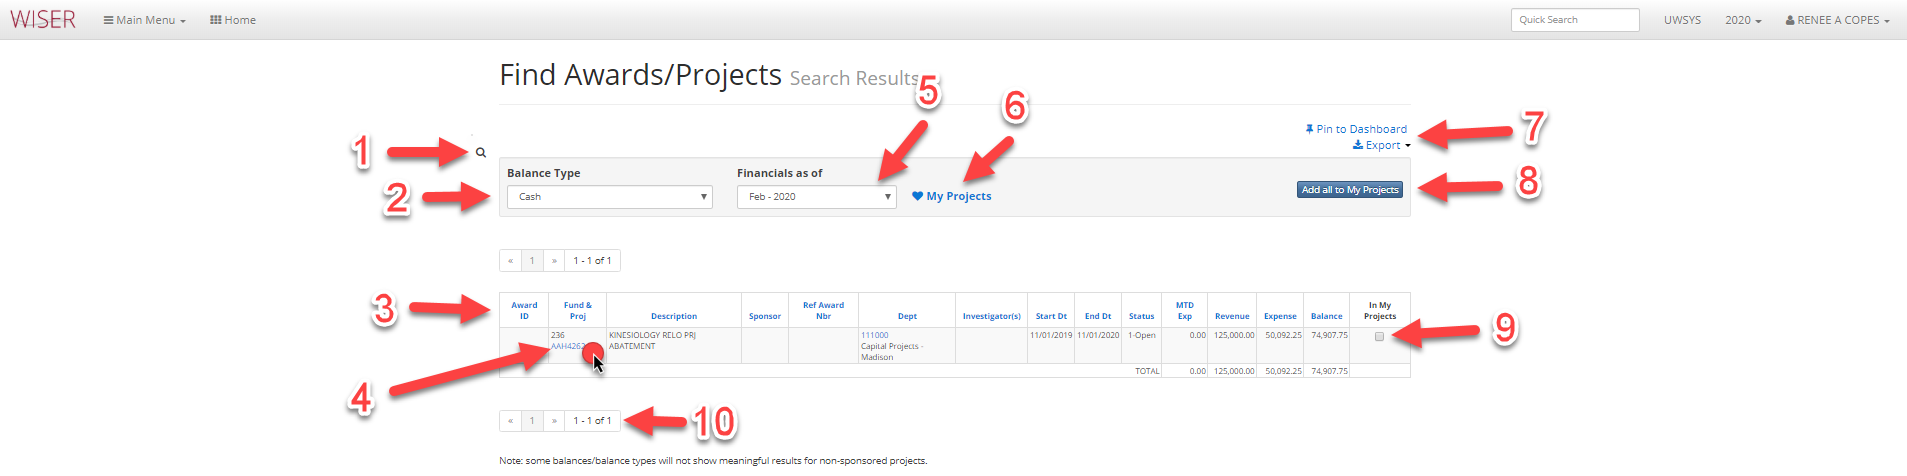 WISER Main Menu Home Quick Search UWSYS 2020 RENEE A COPES
Find Awards/Projects Search Results
5
6
7
Pin to Dashboard
Export
1
Balance Type Financials as of
2
Cash Feb - 2020 My Projects Add all to My Projects
8
« 1 » 1 - 1 of 1
3
Award ID Fund & Proj Description Sponsor Ref Award Nbr Dept Investigator(s) Start Dt End Dt Status MTD Exp Revenue Expense Balance In My Projects
236 KINESIOLOGY RELO PRJ 111000 11/01/2019 11/01/2020 1-Open 0.00 125,000.00 50,092.25 74,907.75
9
AAH4262 ABATEMENT Capital Projects -
Madison
TOTAL 0.00 125,000.00 50,092.25 74,907.75
4
« 1 » 1 - 1 of 1
10
Note: some balances/balance types will not show meaningful results for non-sponsored projects.